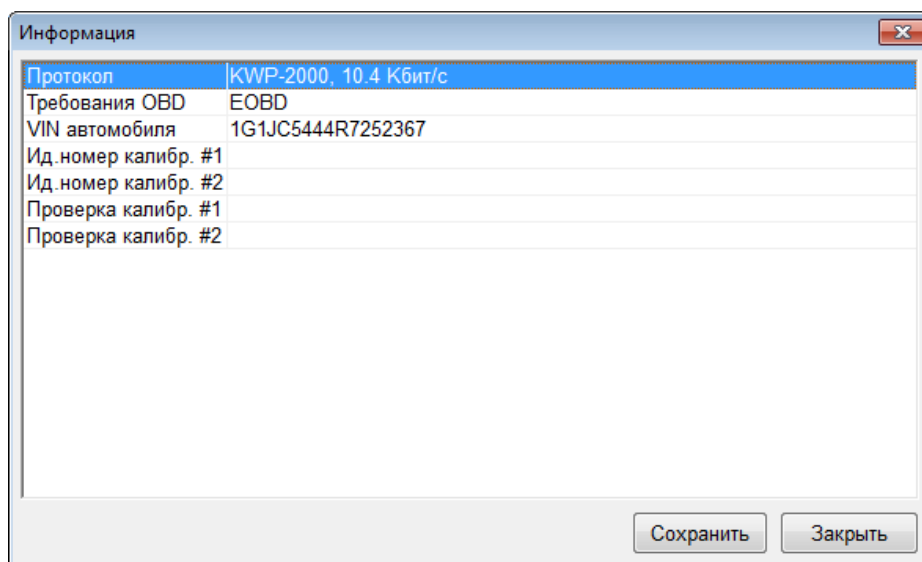 Информация
Протокол KWP-2000, 10.4 Кбит/с
Требования OBD EOBD
VIN автомобиля 1G1JC5444R7252367
Ид.номер калибр. #1
Ид.номер калибр. #2
Проверка калибр. #1
Проверка калибр. #2
Сохранить Закрыть